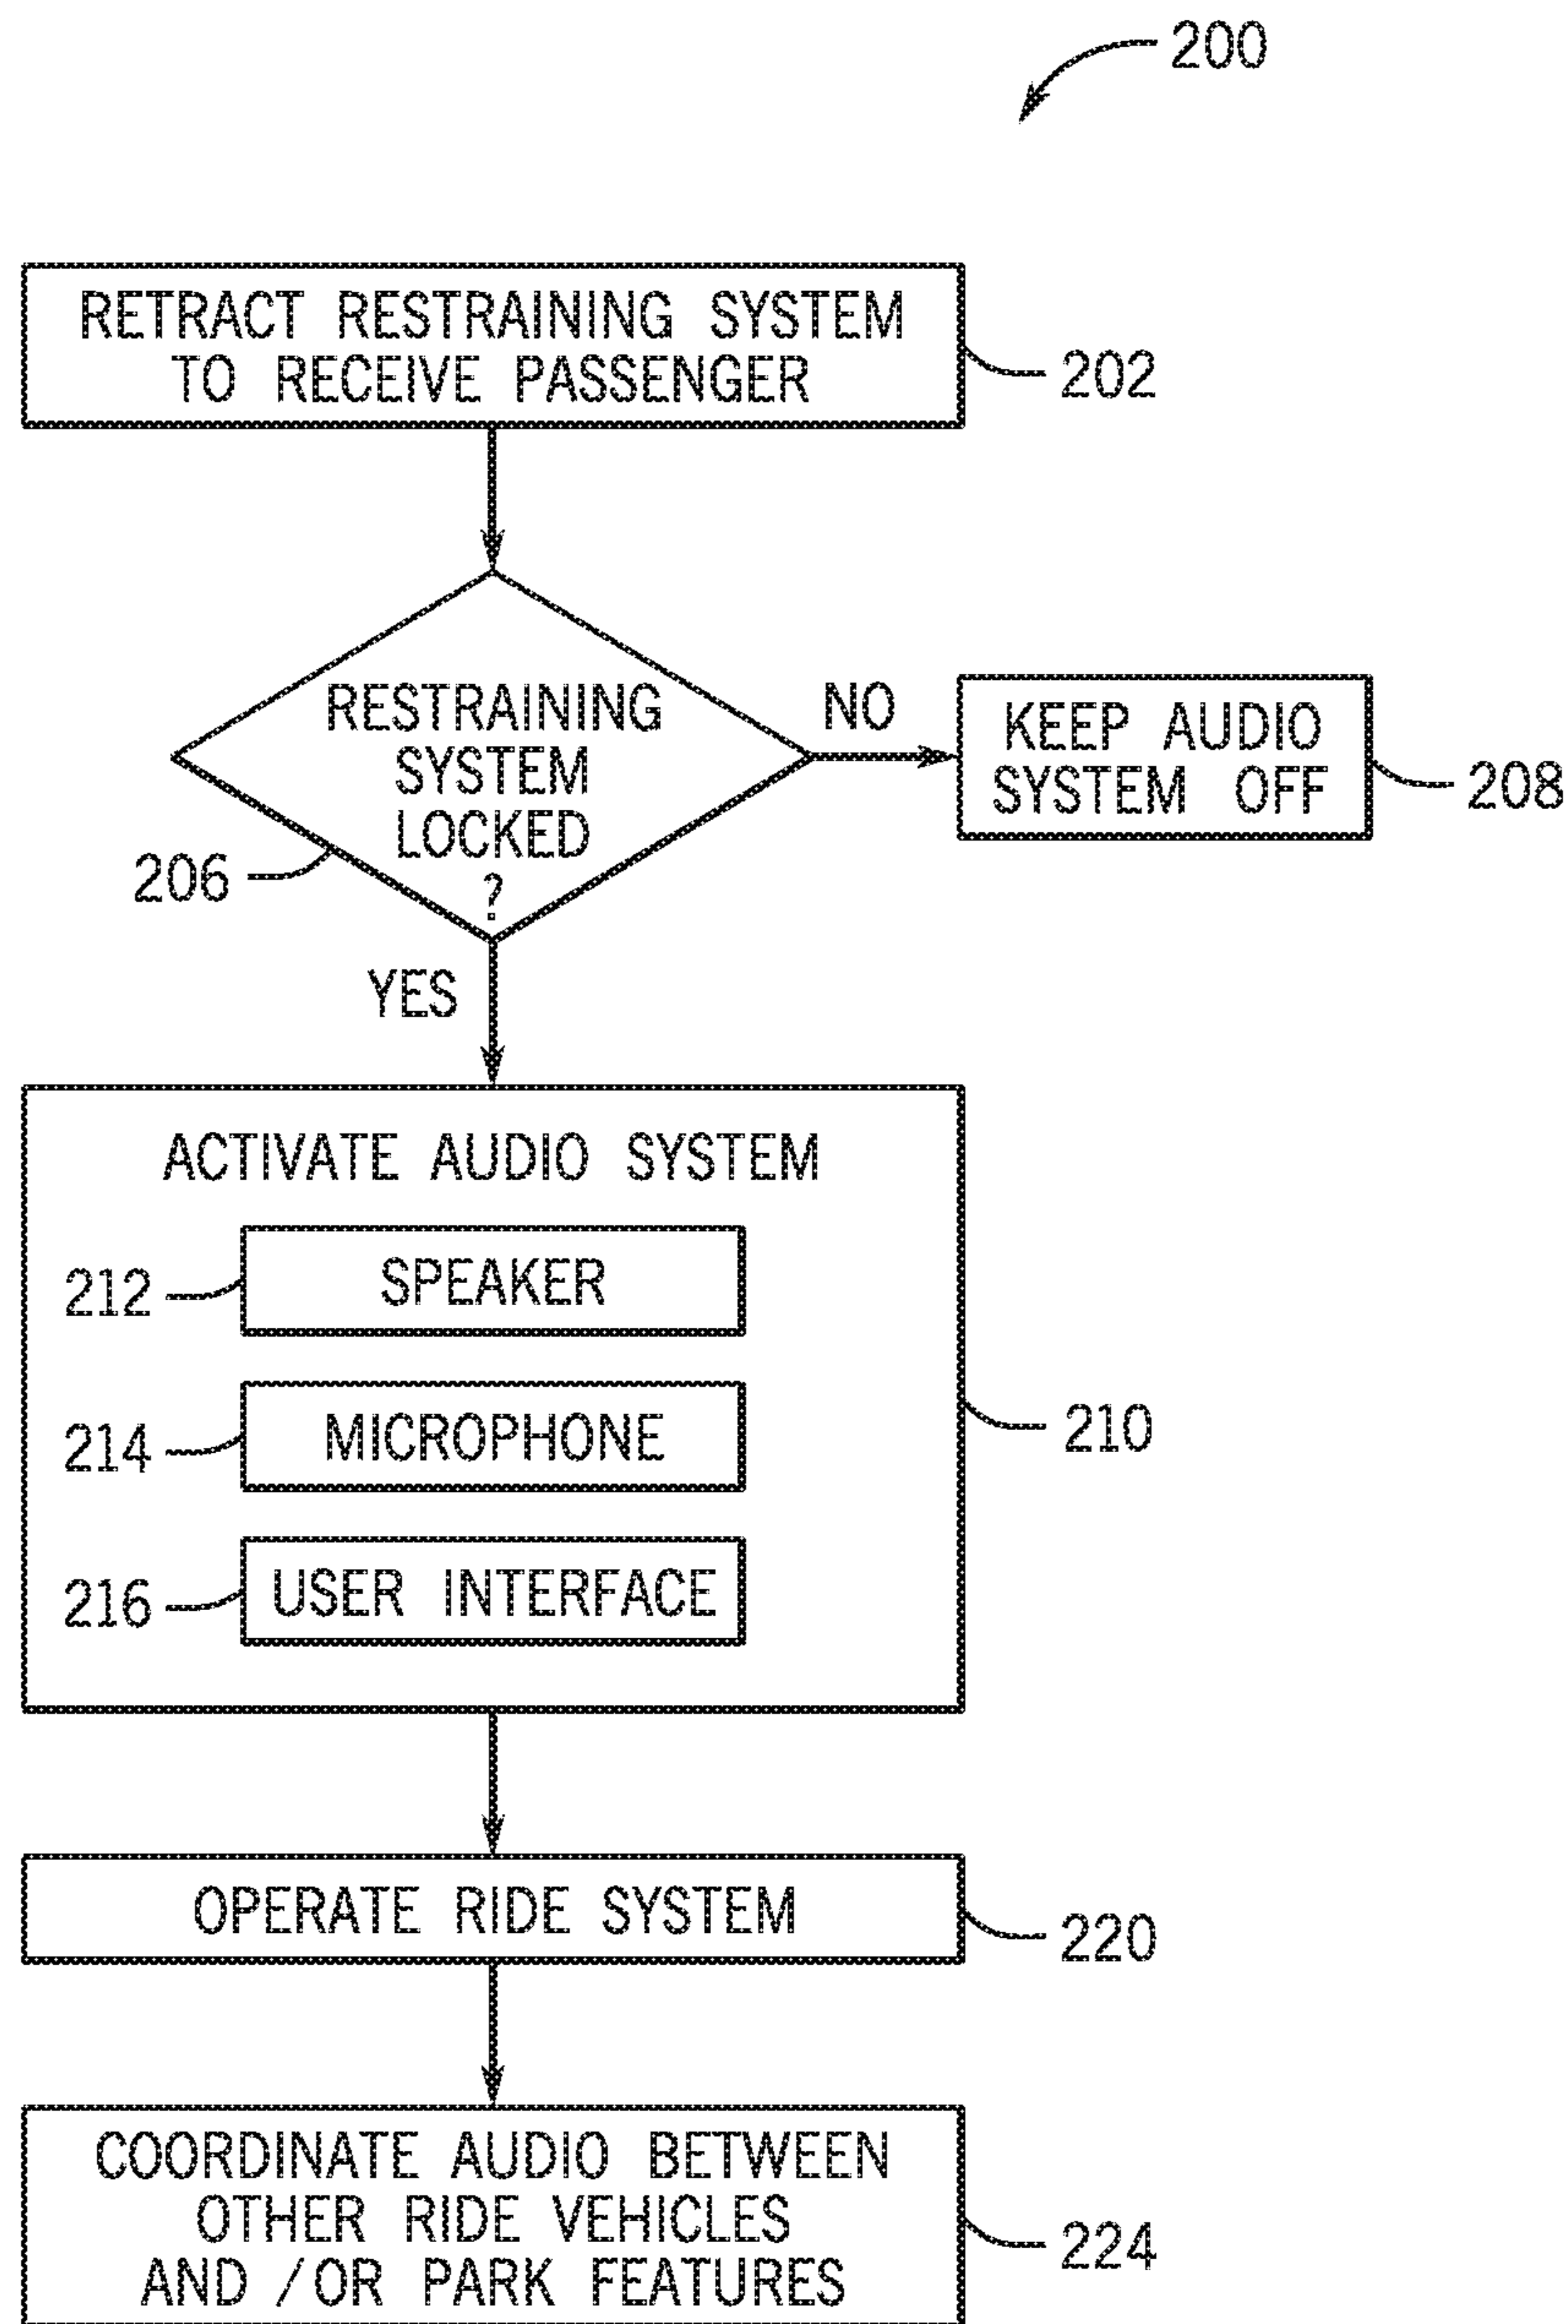 200
RETRACT RESTRAINING SYSTEM
TO RECEIVE PASSENGER
202
RESTRAINING
SYSTEM
LOCKED
?
206
NO
KEEP AUDIO
SYSTEM OFF
208
YES
ACTIVATE AUDIO SYSTEM
212
SPEAKER
214
MICROPHONE
210
216
USER INTERFACE
OPERATE RIDE SYSTEM
220
COORDINATE AUDIO BETWEEN
OTHER RIDE VEHICLES
AND /OR PARK FEATURES
224